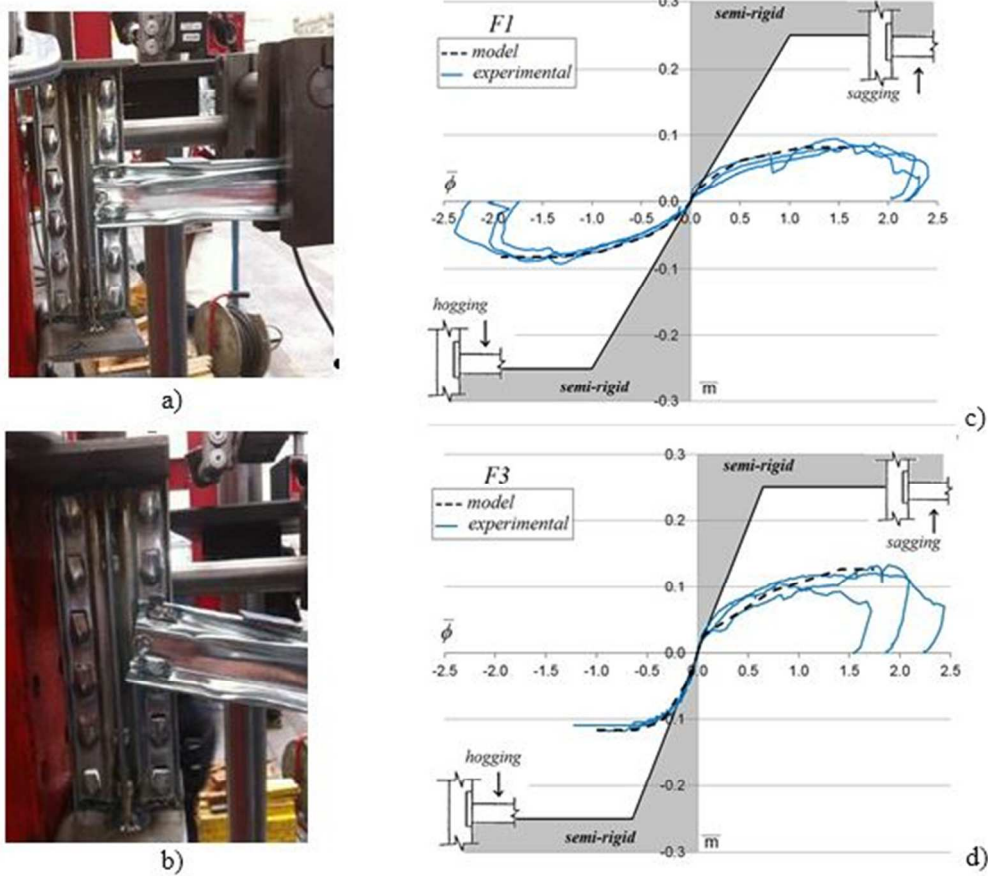 a)
0.3
semi-rigid
F1
model
experimental
0.2
sagging
0.1
ϕ̅
0.0
-2.5 -2.0 -1.5 -1.0 -0.5 0.0 0.5 1.0 1.5 2.0 2.5
-0.1
hogging
-0.2
semi-rigid
m̅
-0.3
c)
b)
0.3
semi-rigid
F3
model
experimental
0.2
sagging
0.1
ϕ̅
0.0
-2.5 -2.0 -1.5 -1.0 -0.5 0.0 0.5 1.0 1.5 2.0 2.5
-0.1
hogging
-0.2
semi-rigid
m̅
-0.3
d)